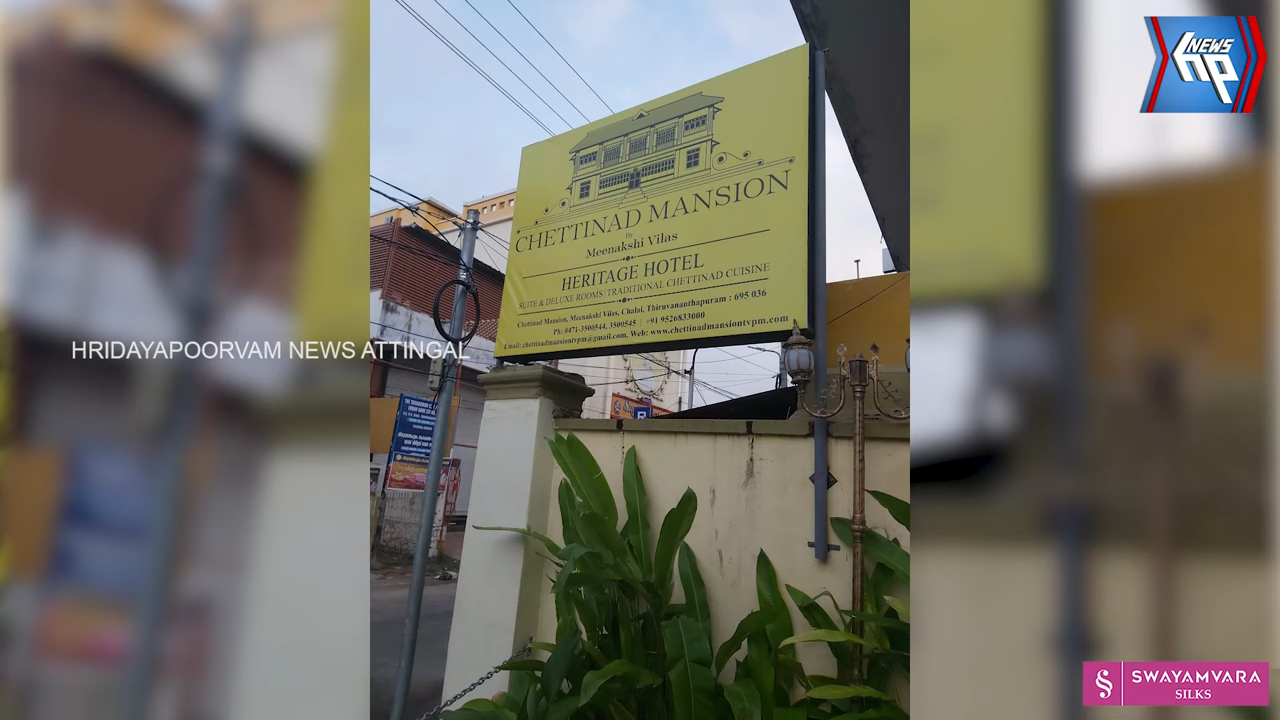 NEWS
hp
CHETTINAD MANSION
By
Meenakshi Vilas
HERITAGE HOTEL
SUITE & DELUXE ROOMS | TRADITIONAL CHETTINAD CUISINE
Chettinad Mansion, Meenakshi Vilas, Chalai, Thiruvananthapuram : 695 036
Ph: 0471-3500544, 3500545 | +91 9526833000
Email: chettinadmansiontvpm@gmail.com, Web: www.chettinadmansiontvpm.com
HRIDAYAPOORVAM NEWS ATTINGAL
SWAYAMVARA
SILKS